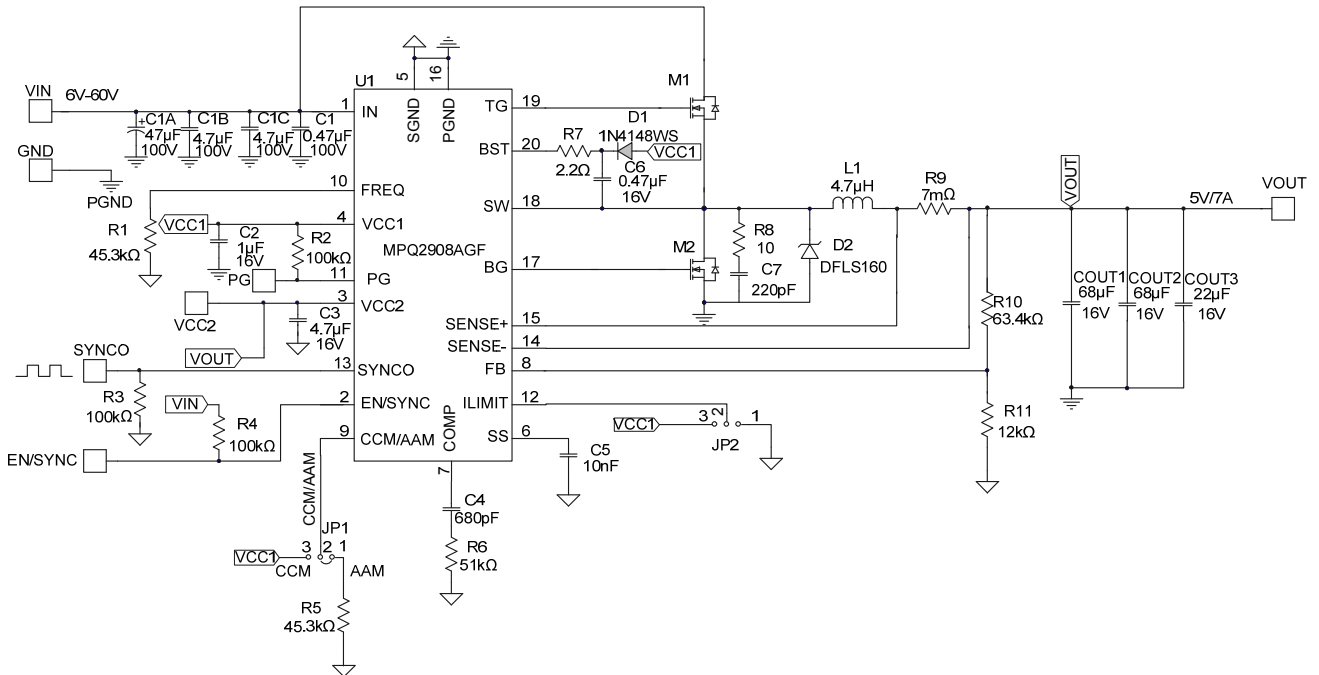 VIN
6V-60V
GND
PGND
+C1A
47µF
100V
C1B
4.7µF
100V
C1C
4.7µF
100V
C1
0.47µF
100V
U1
MPQ2908AGF
5
16
SGND
PGND
1
IN
10
FREQ
4
VCC1
11
PG
3
VCC2
13
SYNCO
2
EN/SYNC
9
CCM/AAM
COMP
7
TG
19
BST
20
SW
18
BG
17
SENSE+
15
SENSE-
14
FB
8
ILIMIT
12
SS
6
R1
45.3kΩ
VCC1
C2
1µF
16V
R2
100kΩ
PG
VCC2
C3
4.7µF
16V
VOUT
SYNCO
R3
100kΩ
VIN
R4
100kΩ
EN/SYNC
CCM/AAM
JP1
VCC1
3
2
1
CCM
AAM
R5
45.3kΩ
C4
680pF
R6
51kΩ
M1
R7
2.2Ω
D1
1N4148WS
VCC1
C6
0.47µF
16V
M2
R8
10
C7
220pF
D2
DFLS160
L1
4.7µH
R9
7mΩ
VOUT
5V/7A
VOUT
R10
63.4kΩ
R11
12kΩ
COUT1
68µF
16V
COUT2
68µF
16V
COUT3
22µF
16V
VCC1
3
2
1
JP2
C5
10nF